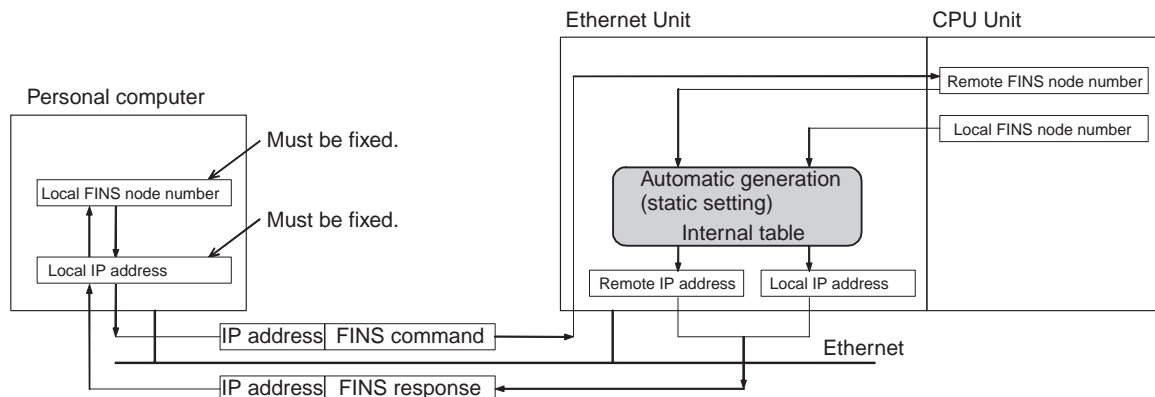 Ethernet Unit
CPU Unit
Remote FINS node number
Personal computer
Local FINS node number
Must be fixed.
Local FINS node number
Automatic generation
(static setting)
Internal table
Must be fixed.
Local IP address
Remote IP address
Local IP address
IP address
FINS command
Ethernet
IP address
FINS response